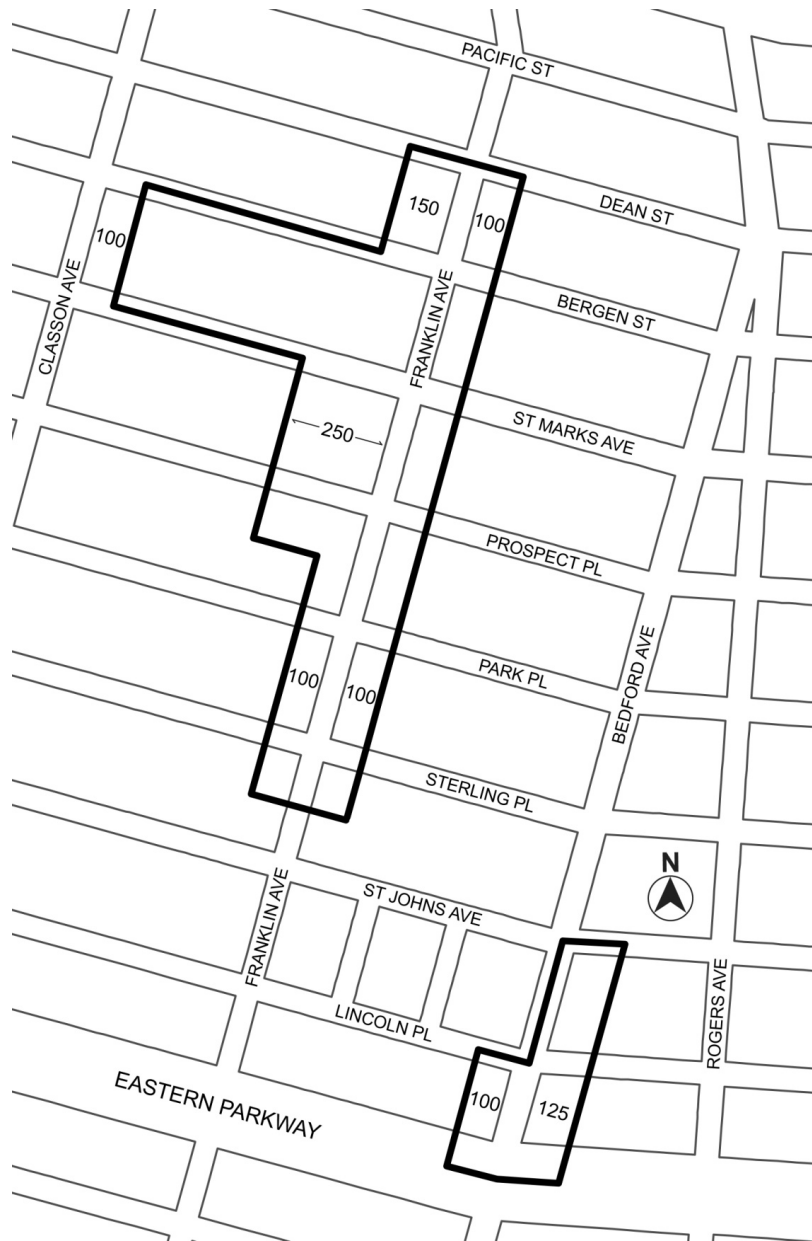 PACIFIC ST
150
DEAN ST
100
100
CLASSON AVE
FRANKLIN AVE
BERGEN ST
ST MARKS AVE
250
PROSPECT PL
BEDFORD AVE
PARK PL
100
100
STERLING PL
N
ST JOHNS AVE
FRANKLIN AVE
ROGERS AVE
LINCOLN PL
EASTERN PARKWAY
100
125